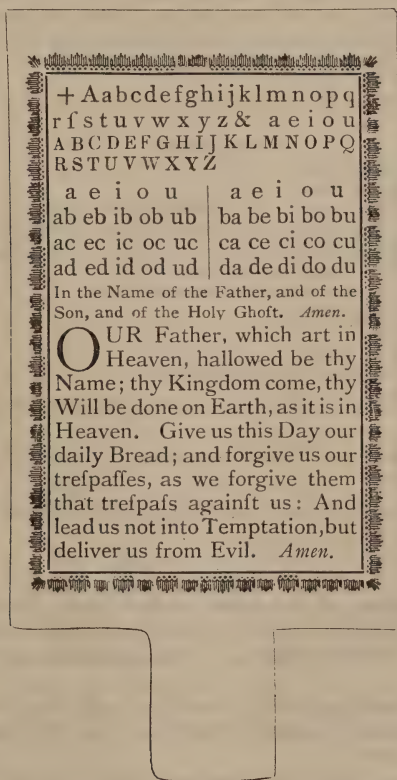 + Aabcdefghijklmnopq
rſstuvwxyz& aeiou
ABCDEFGHIJKLMNOPQ
RSTUVWXYZ
a e i o u a e i o u
ab eb ib ob ub ba be bi bo bu
ac ec ic oc uc ca ce ci co cu
ad ed id od ud da de di do du
In the Name of the Father, and of the
Son, and of the Holy Ghoſt. Amen.
OUR Father, which art in
Heaven, hallowed be thy
Name; thy Kingdom come, thy
Will be done on Earth, as it is in
Heaven. Give us this Day our
daily Bread; and forgive us our
treſpaſſes, as we forgive them
that treſpaſs againſt us: And
lead us not into Temptation, but
deliver us from Evil. Amen.